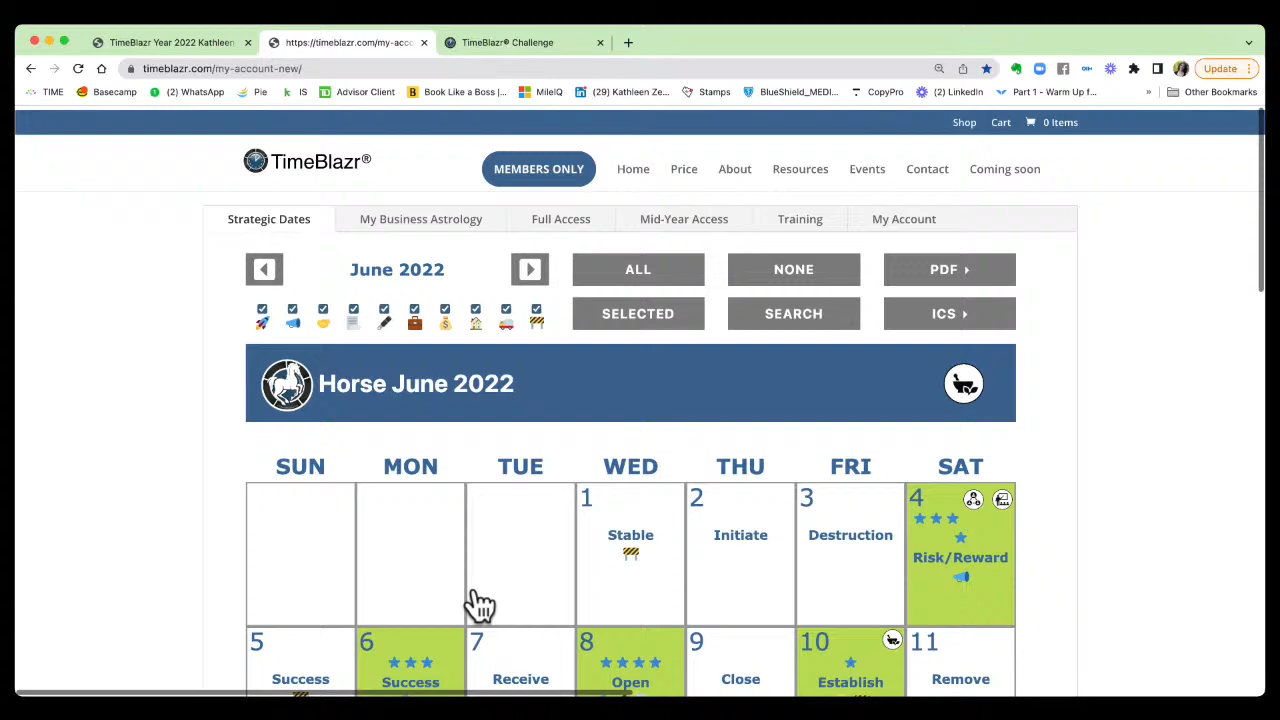 TimeBlazr Year 2022 Kathleen
https://timeblazr.com/my-acco
TimeBlazr® Challenge
timeblazr.com/my-account-new/
Update
TIME Basecamp (2) WhatsApp Pie IS Advisor Client Book Like a Boss |... MileIQ (29) Kathleen Ze... Stamps BlueShield_MEDI... CopyPro (2) LinkedIn Part 1 - Warm Up f... » Other Bookmarks
Shop Cart 0 Items
TimeBlazr®
MEMBERS ONLY Home Price About Resources Events Contact Coming soon
Strategic Dates My Business Astrology Full Access Mid-Year Access Training My Account
June 2022 ALL NONE PDF
SELECTED SEARCH ICS
Horse June 2022
SUN MON TUE WED THU FRI SAT
1 2 3 4
Stable Initiate Destruction Risk/Reward
5 6 7 8 9 10 11
Success Success Receive Open Close Establish Remove